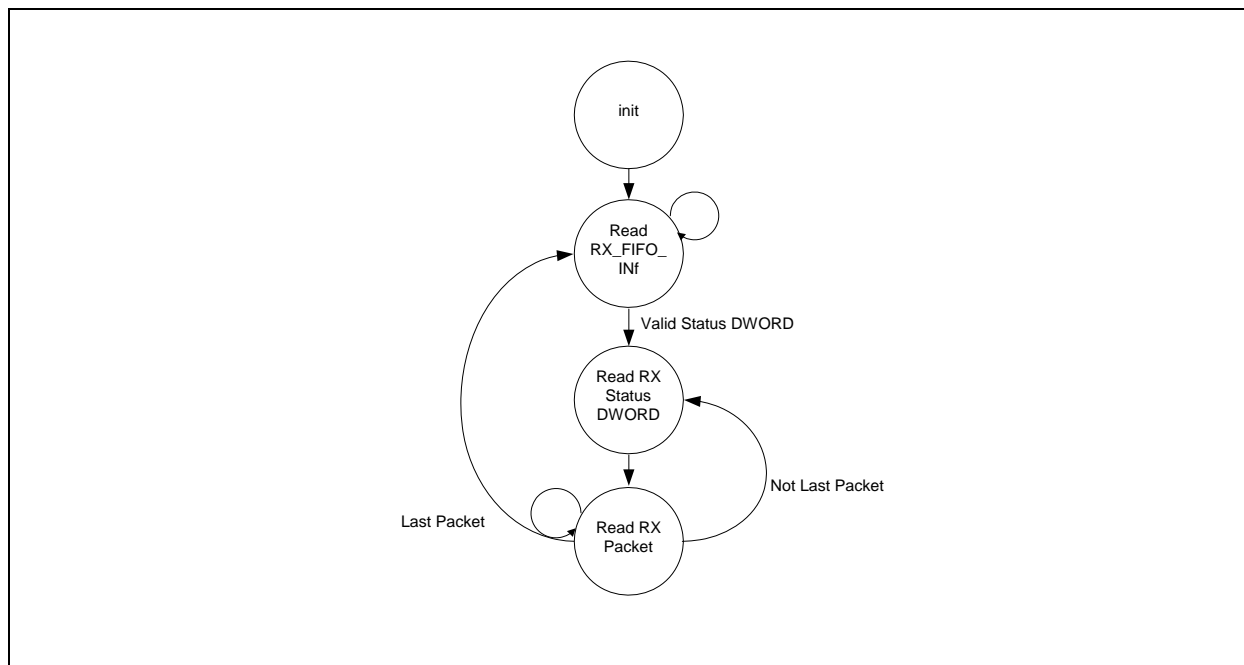 init
Read
RX_FIFO_
INf
Valid Status DWORD
Read RX
Status
DWORD
Not Last Packet
Last Packet
Read RX
Packet